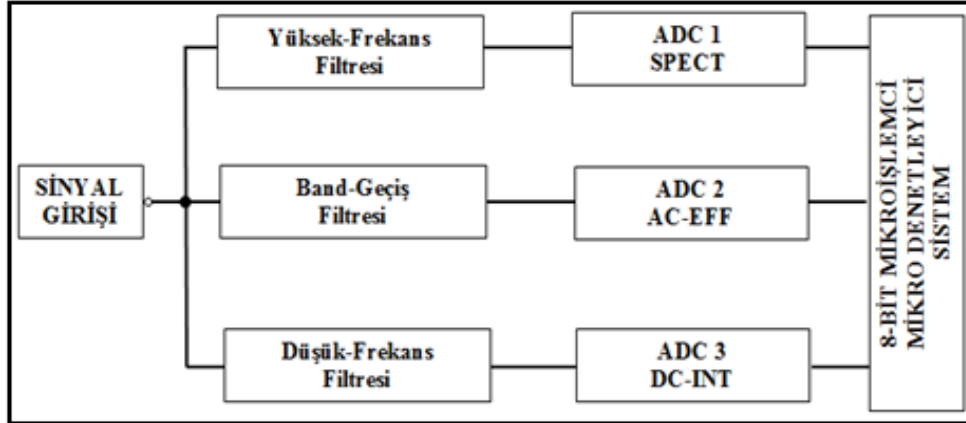 Yüksek-Frekans
Filtresi
ADC 1
SPECT
SİNYAL
GİRİŞİ
Band-Geçiş
Filtresi
ADC 2
AC-EFF
Düşük-Frekans
Filtresi
ADC 3
DC-INT
8-BİT MİKROİŞLEMCİ
MİKRO DENETLEYİCİ
SİSTEM